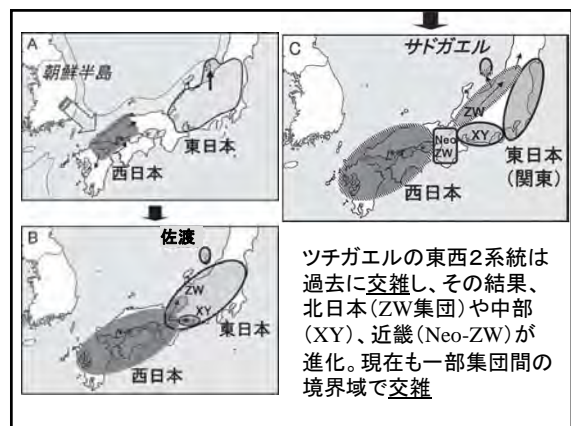 A
朝鮮半島
東日本
西日本
B
佐渡
ZW
XY
東日本
西日本
C
サドガエル
ZW
Neo
ZW
XY
東日本
(関東)
西日本
ツチガエルの東西2系統は
過去に交雑し、その結果、
北日本(ZW集団)や中部
(XY)、近畿(Neo-ZW)が
進化。現在も一部集団間の
境界域で交雑